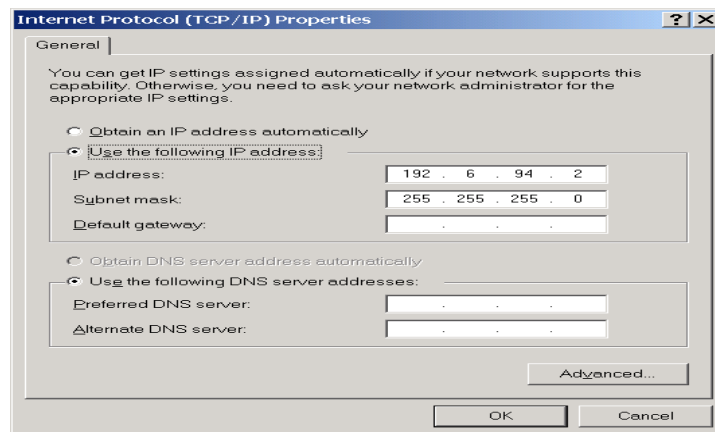 Internet Protocol (TCP/IP) Properties
General
You can get IP settings assigned automatically if your network supports this
capability. Otherwise, you need to ask your network administrator for the
appropriate IP settings.
Obtain an IP address automatically
Use the following IP address:
IP address: 192 . 6 . 94 . 2
Subnet mask: 255 . 255 . 255 . 0
Default gateway: . . .
Obtain DNS server address automatically
Use the following DNS server addresses:
Preferred DNS server: . . .
Alternate DNS server: . . .
Advanced...
OK Cancel